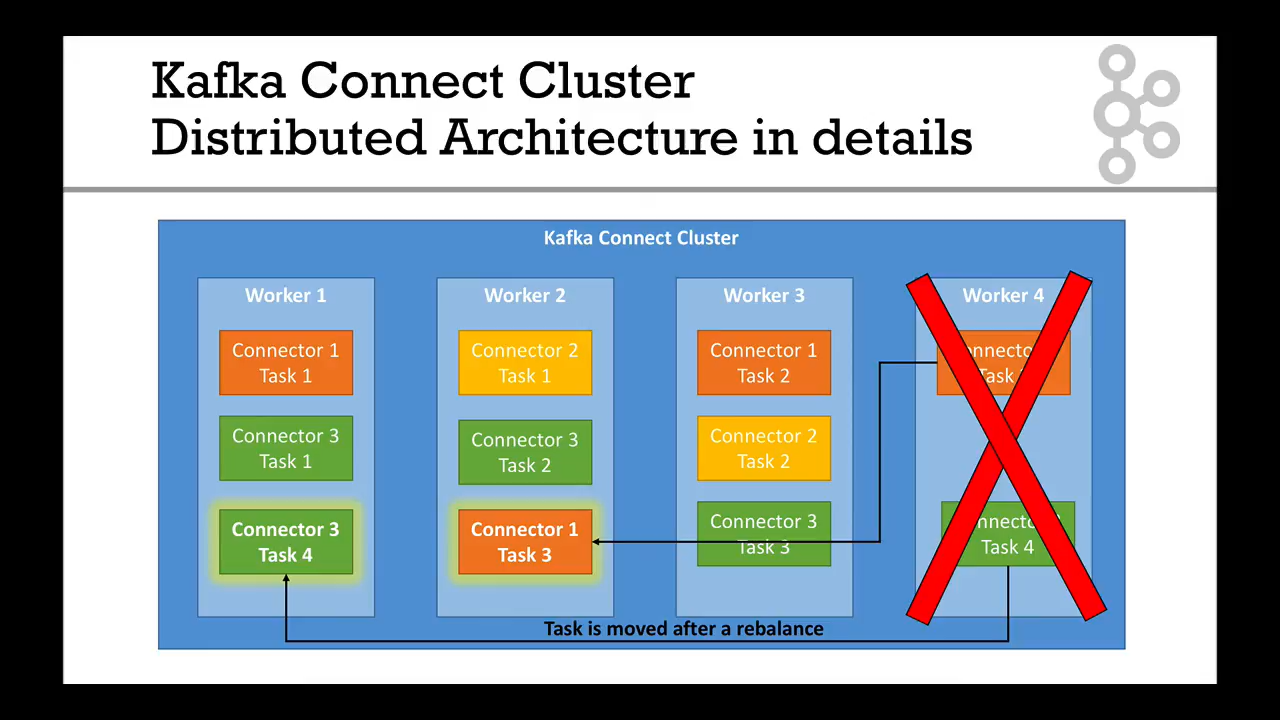 Kafka Connect Cluster
Distributed Architecture in details
Kafka Connect Cluster
Worker 1
Connector 1
Task 1
Connector 3
Task 1
Connector 3
Task 4
Worker 2
Connector 2
Task 1
Connector 3
Task 2
Connector 1
Task 3
Worker 3
Connector 1
Task 2
Connector 2
Task 2
Connector 3
Task 3
Worker 4
Task
Task 4
Task is moved after a rebalance